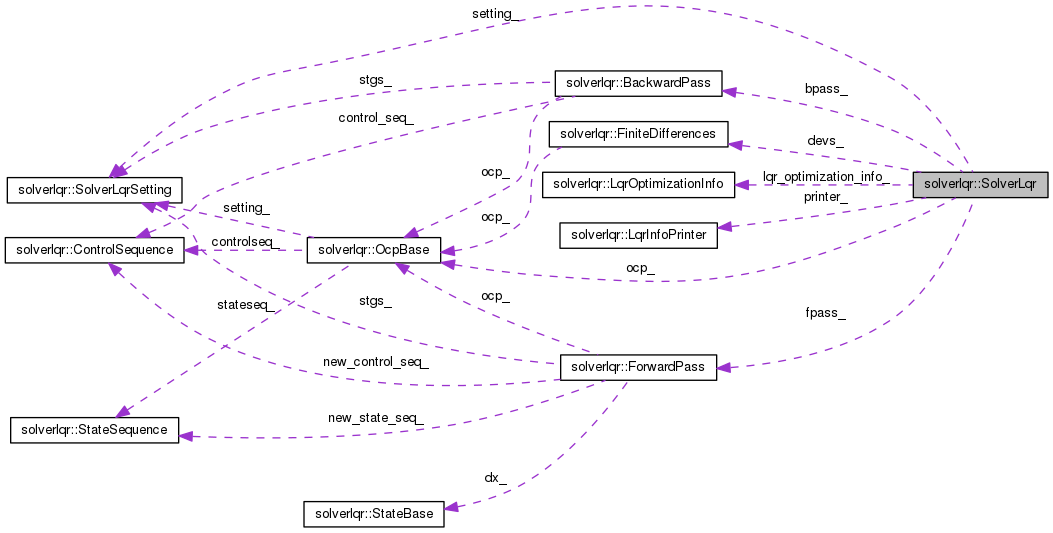 setting_
stgs_
solverlqr::BackwardPass
bpass_
control_seq_
solverlqr::FiniteDifferences
devs_
ocp_
lqr_optimization_info_
solverlqr::SolverLqrSetting
solverlqr::LqrOptimizationInfo
solverlqr::SolverLqr
printer_
setting_
ocp_
solverlqr::LqrInfoPrinter
controlseq_
solverlqr::ControlSequence
solverlqr::OcpBase
ocp_
stateseq_
stgs_
ocp_
fpass_
new_control_seq_
solverlqr::ForwardPass
new_state_seq_
solverlqr::StateSequence
dx_
solverlqr::StateBase